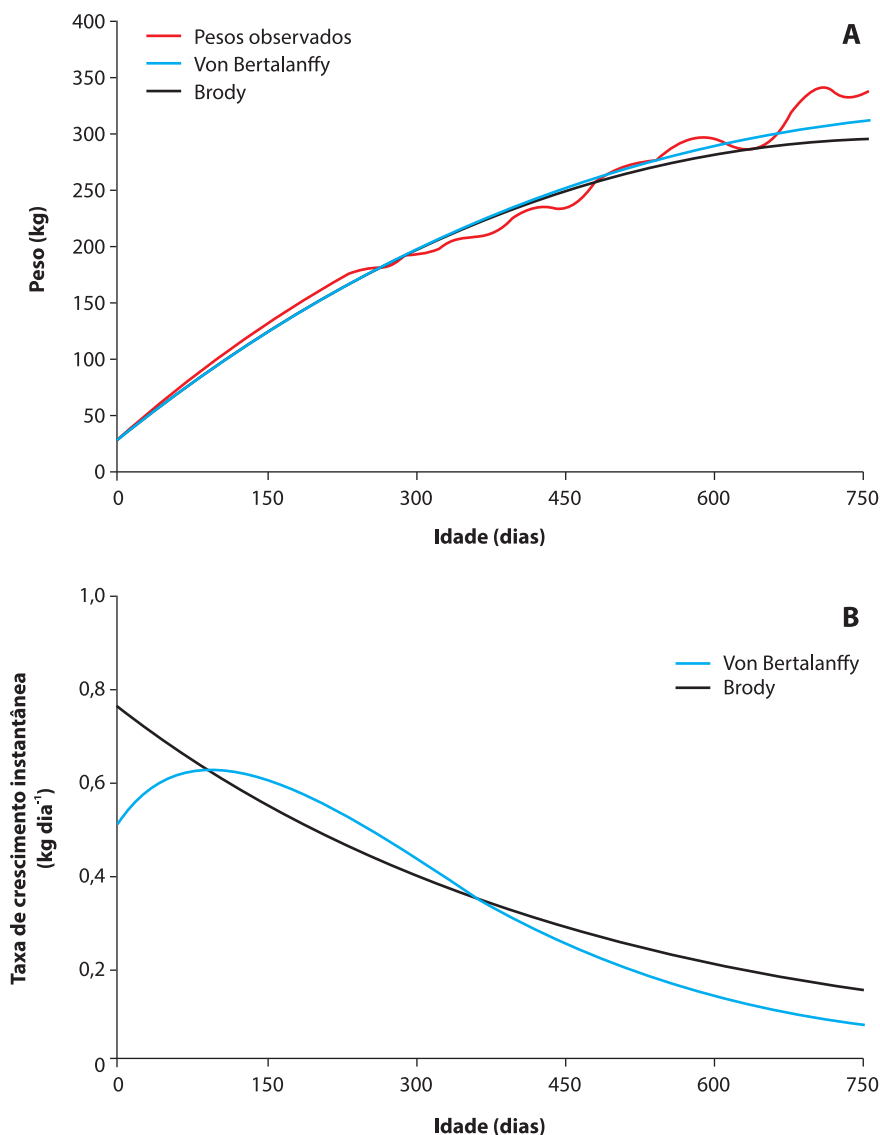 400
350
300
250
200
150
100
50
0
Peso (kg)
Pesos observados
Von Bertalanffy
Brody
A
0 150 300 450 600 750
Idade (dias)
1,0
0,8
0,6
0,4
0,2
0
Taxa de crescimento instantânea
(kg dia⁻¹)
B
Von Bertalanffy
Brody
0 150 300 450 600 750
Idade (dias)